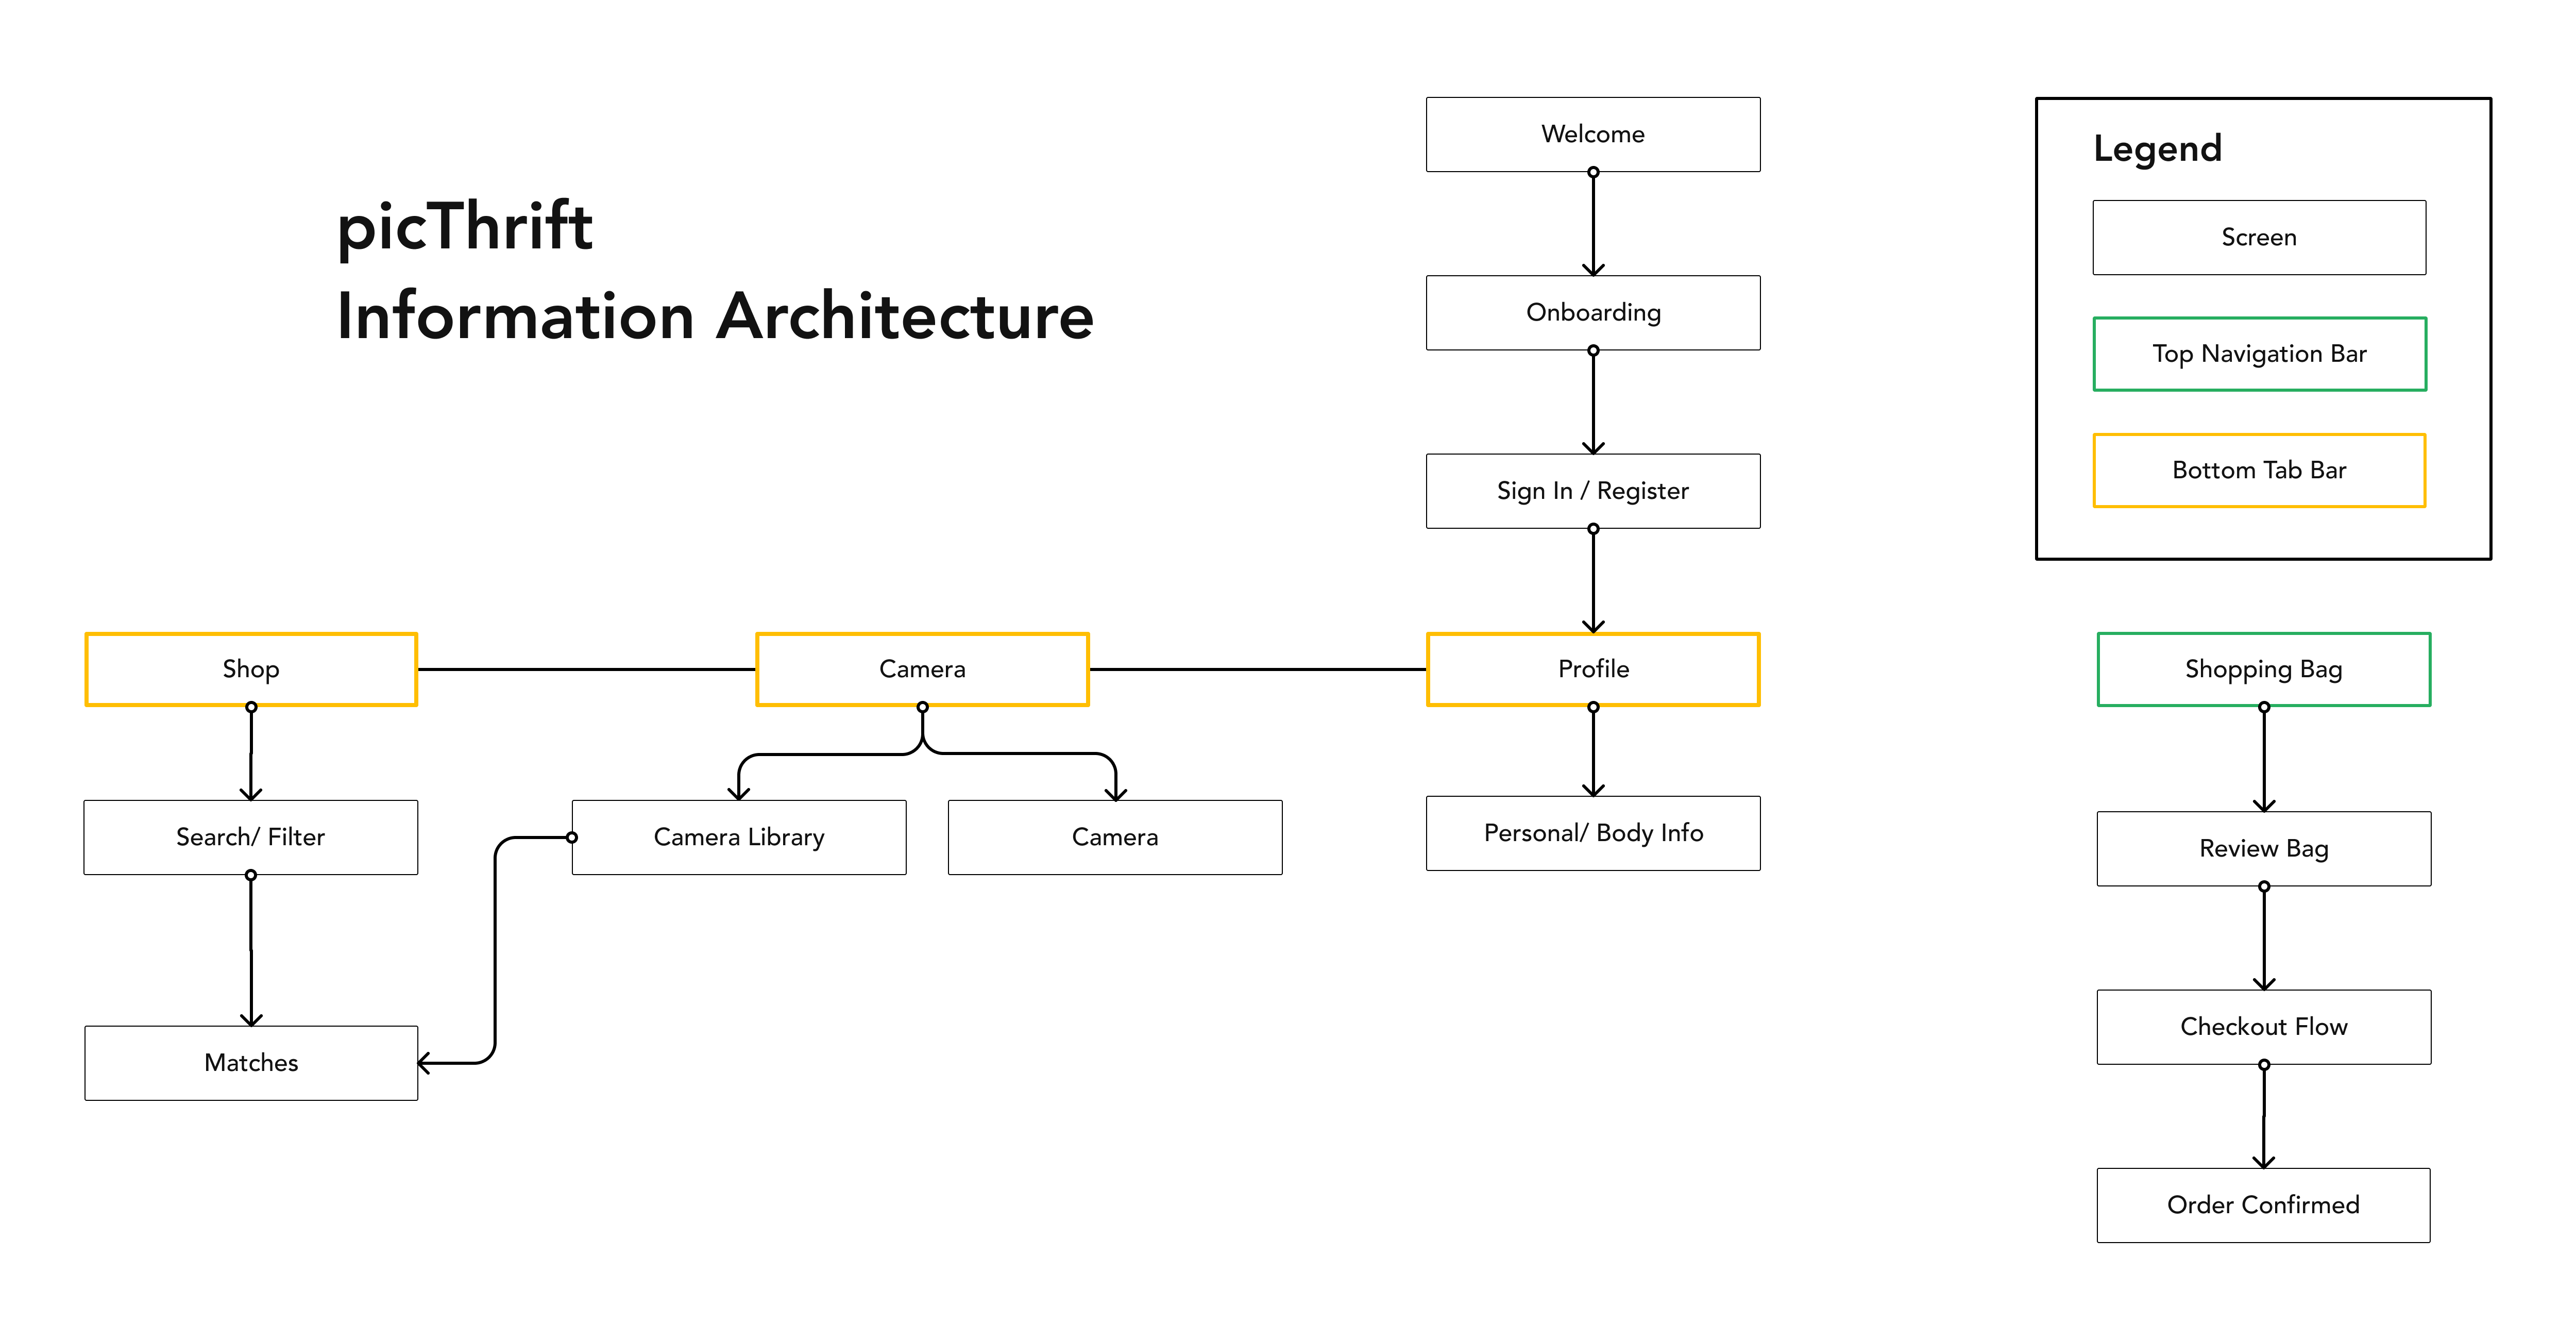 picThrift
Information Architecture
Welcome
Onboarding
Sign In / Register
Legend
Screen
Top Navigation Bar
Bottom Tab Bar
Shop
Camera
Profile
Shopping Bag
Search/ Filter
Camera Library
Camera
Personal/ Body Info
Review Bag
Matches
Checkout Flow
Order Confirmed